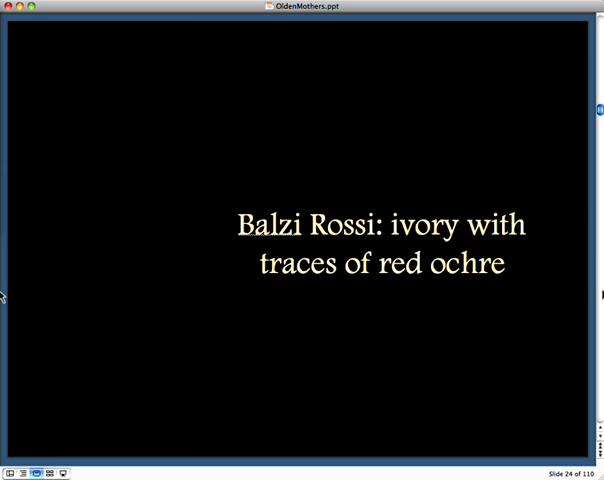 OldenMothers.ppt
Balzi Rossi: ivory with
traces of red ochre
Slide 24 of 110